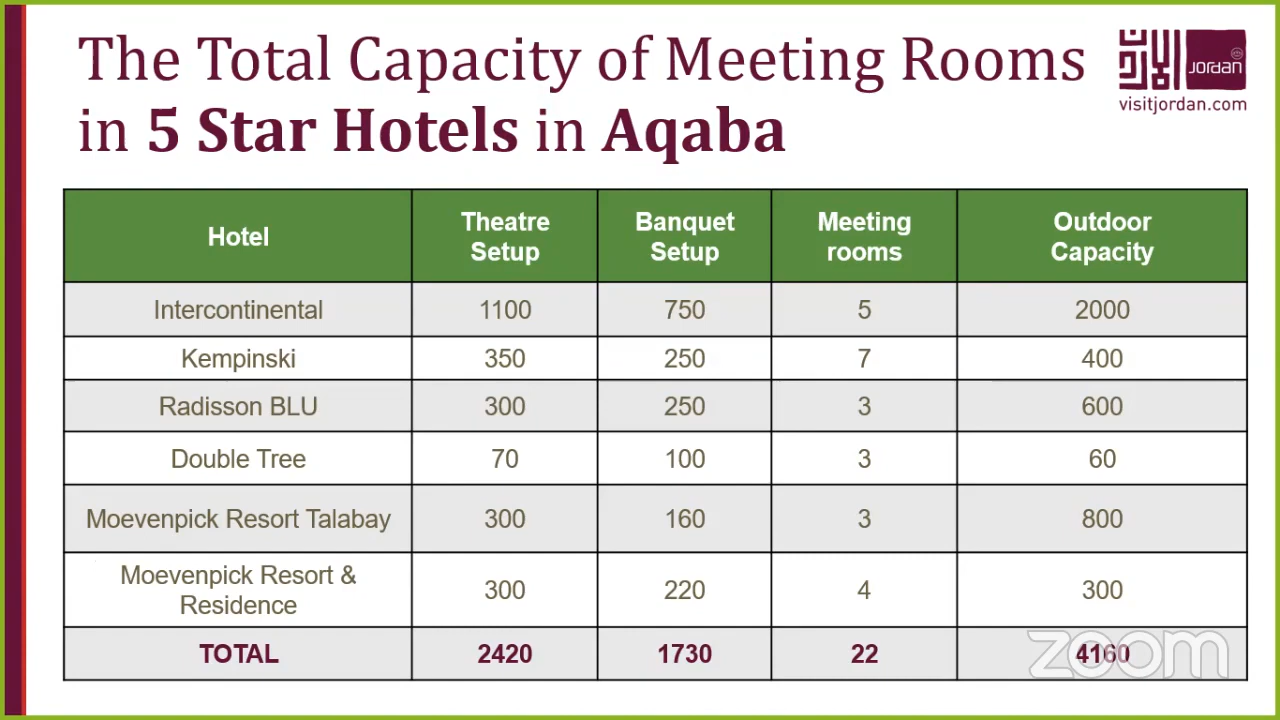 The Total Capacity of Meeting Rooms
in 5 Star Hotels in Aqaba
الأردن
Jordan
visitjordan.com
Hotel
Theatre
Setup
Banquet
Setup
Meeting
rooms
Outdoor
Capacity
Intercontinental 1100 750 5 2000
Kempinski 350 250 7 400
Radisson BLU 300 250 3 600
Double Tree 70 100 3 60
Moevenpick Resort Talabay 300 160 3 800
Moevenpick Resort &
Residence 300 220 4 300
TOTAL 2420 1730 22 4160
zoom